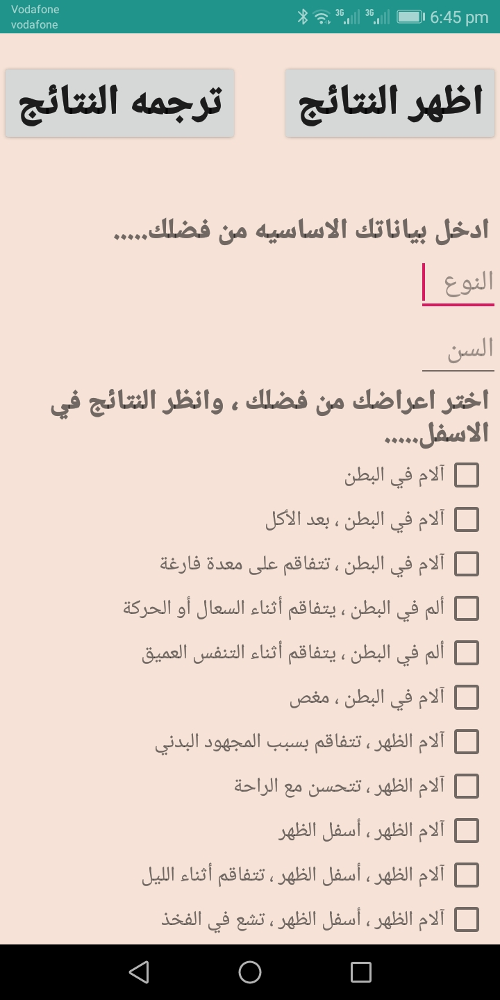 Vodafone
vodafone
3G 3G 6:45 pm
اظهر النتائج
ترجمه النتائج
ادخل بياناتك الاساسيه من فضلك.....
النوع
السن
اختر اعراضك من فضلك ، وانظر النتائج في
الاسفل.....
آلام في البطن
آلام في البطن ، بعد الأكل
آلام في البطن ، تتفاقم على معدة فارغة
ألم في البطن ، يتفاقم أثناء السعال أو الحركة
ألم في البطن ، يتفاقم أثناء التنفس العميق
آلام في البطن ، مغص
آلام الظهر ، تتفاقم بسبب المجهود البدني
آلام الظهر ، تتحسن مع الراحة
آلام الظهر ، أسفل الظهر
آلام الظهر ، أسفل الظهر ، تتفاقم أثناء الليل
آلام الظهر ، أسفل الظهر ، تشع في الفخذ